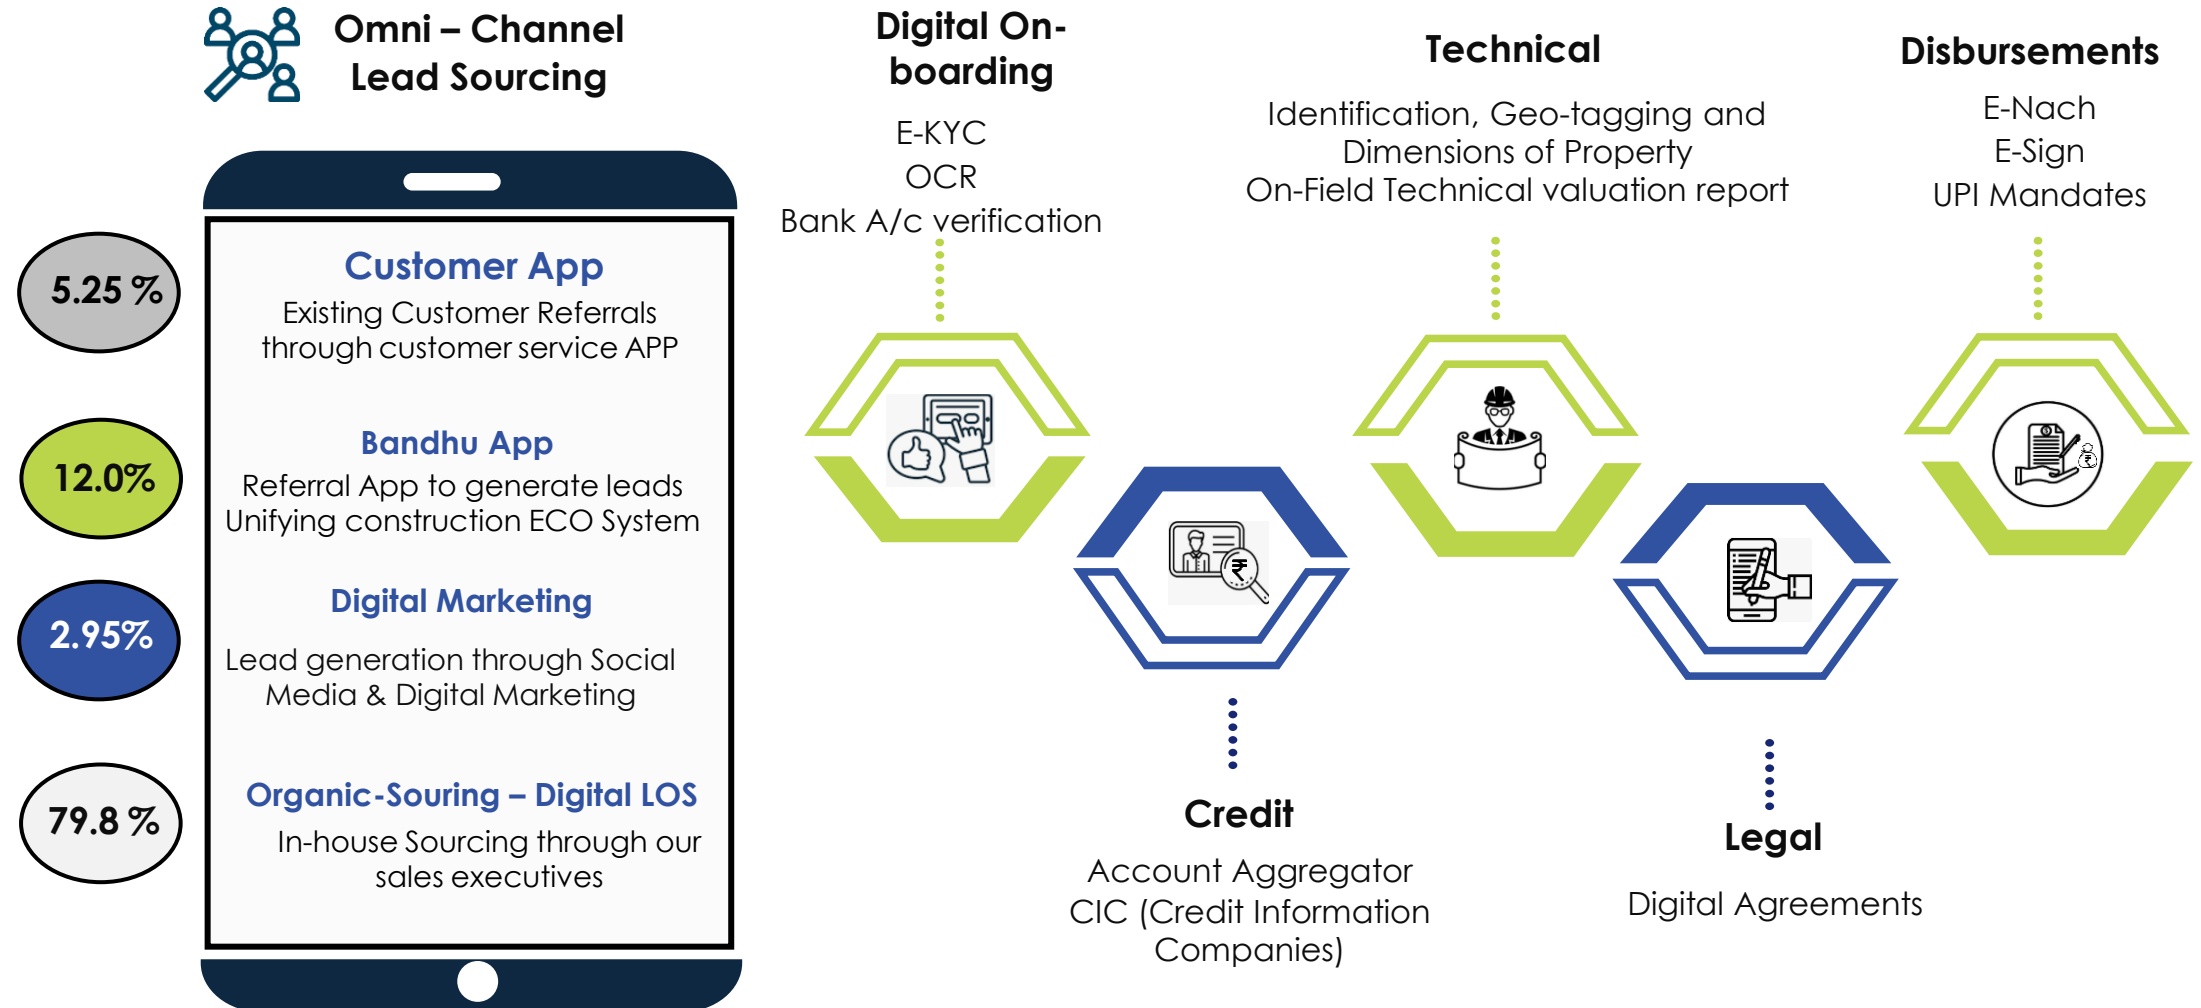 Omni – Channel
Lead Sourcing
5.25 %
Customer App
Existing Customer Referrals
through customer service APP
12.0%
Bandhu App
Referral App to generate leads
Unifying construction ECO System
2.95%
Digital Marketing
Lead generation through Social
Media & Digital Marketing
79.8 %
Organic-Souring – Digital LOS
In-house Sourcing through our
sales executives
Digital On-
boarding
E-KYC
OCR
Bank A/c verification
Credit
Account Aggregator
CIC (Credit Information
Companies)
Technical
Identification, Geo-tagging and
Dimensions of Property
On-Field Technical valuation report
Legal
Digital Agreements
Disbursements
E-Nach
E-Sign
UPI Mandates